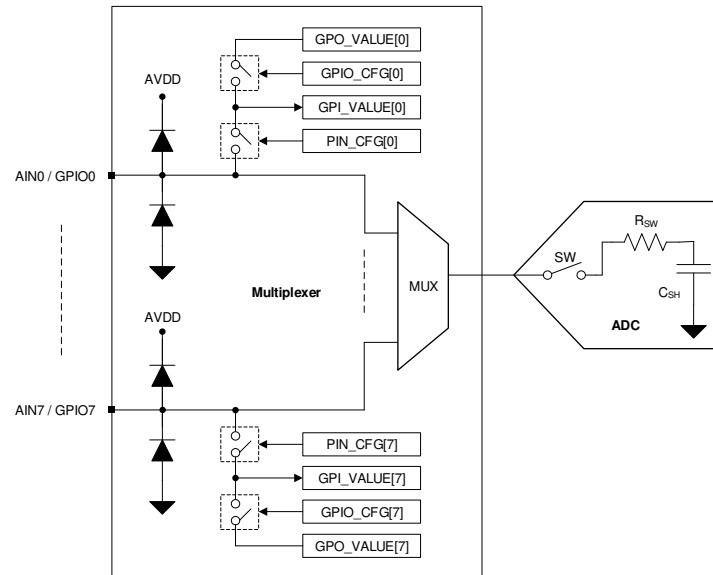 GPO_VALUE[0]
AVDD
GPIO_CFG[0]
GPI_VALUE[0]
PIN_CFG[0]
AIN0 / GPIO0
RSW
SW
MUX
Multiplexer
CSH
ADC
AVDD
AIN7 / GPIO7
PIN_CFG[7]
GPI_VALUE[7]
GPIO_CFG[7]
GPO_VALUE[7]